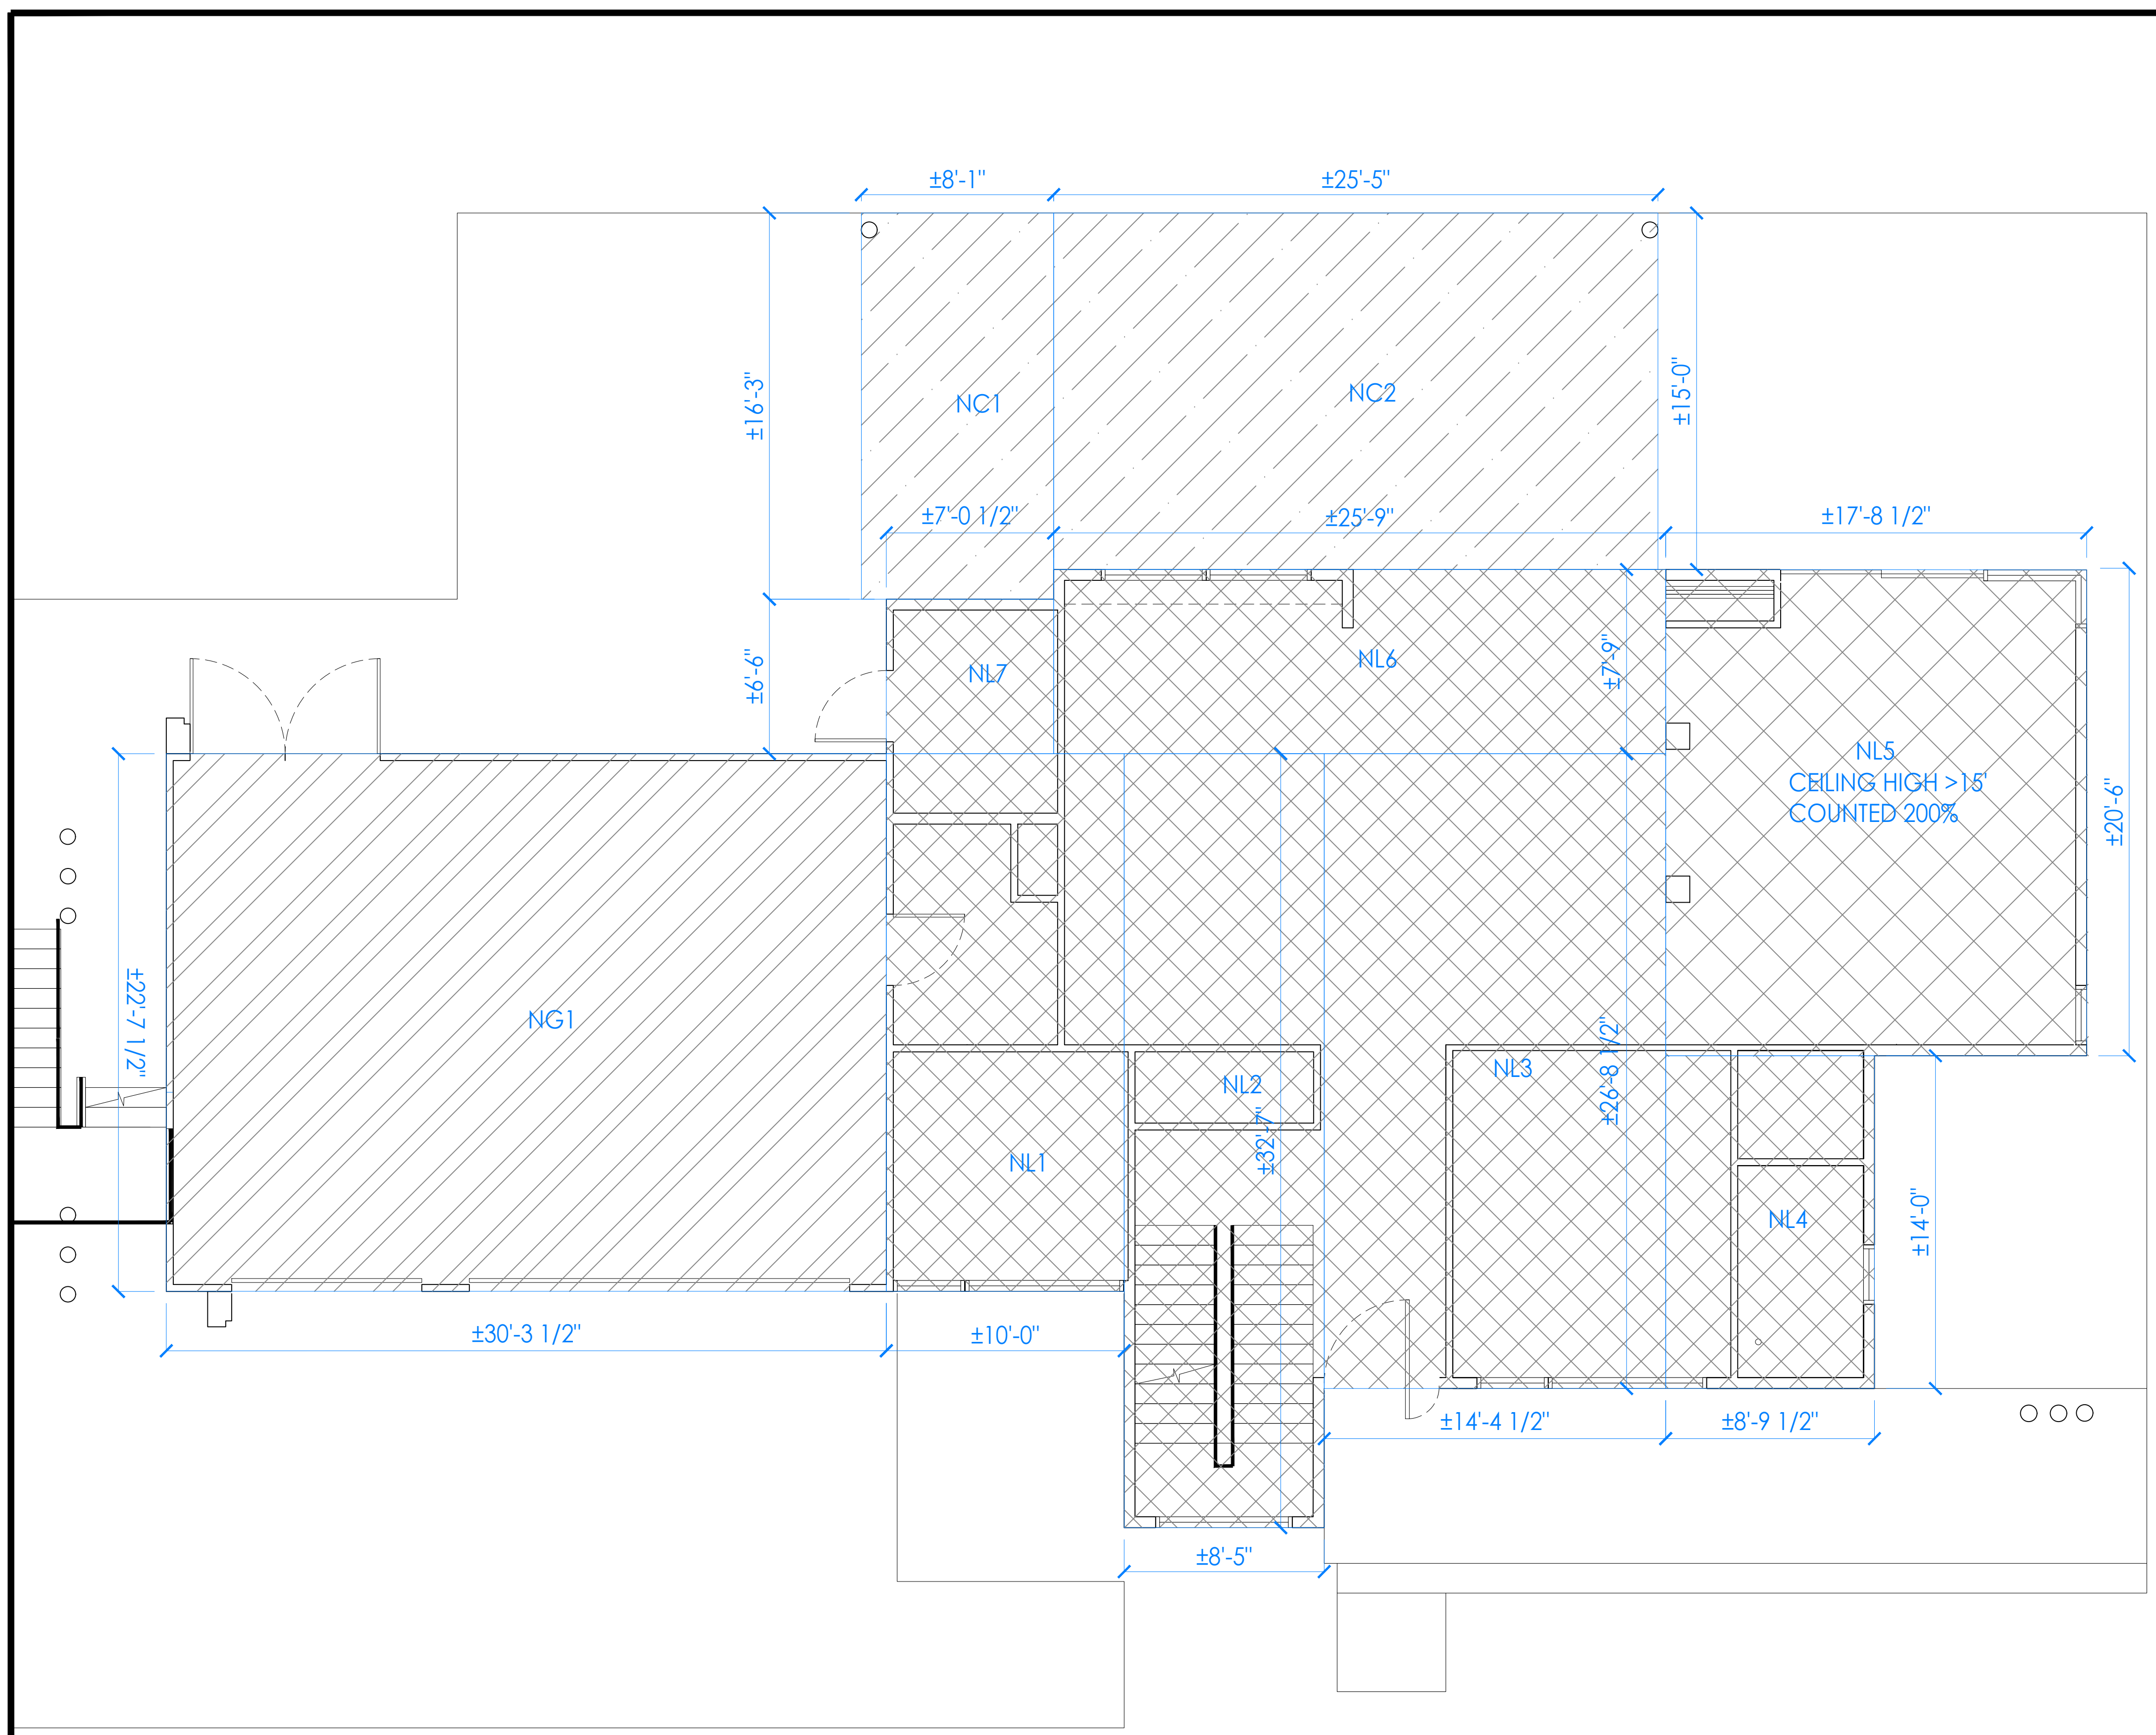 ±8'-1"
±25'-5"
±16'-3"
±15'-0"
NC1
NC2
±7'-0 1/2"
±25'-9"
±17'-8 1/2"
±6'-6"
±7'-9"
NL7
NL6
NL5
CEILING HIGH >15'
COUNTED 200%
±20'-6"
±22'-7 1/2"
NG1
NL1
NL2
±32'-7"
NL3
±26'-8 1/2"
NL4
±14'-0"
±30'-3 1/2"
±10'-0"
±14'-4 1/2"
±8'-9 1/2"
±8'-5"